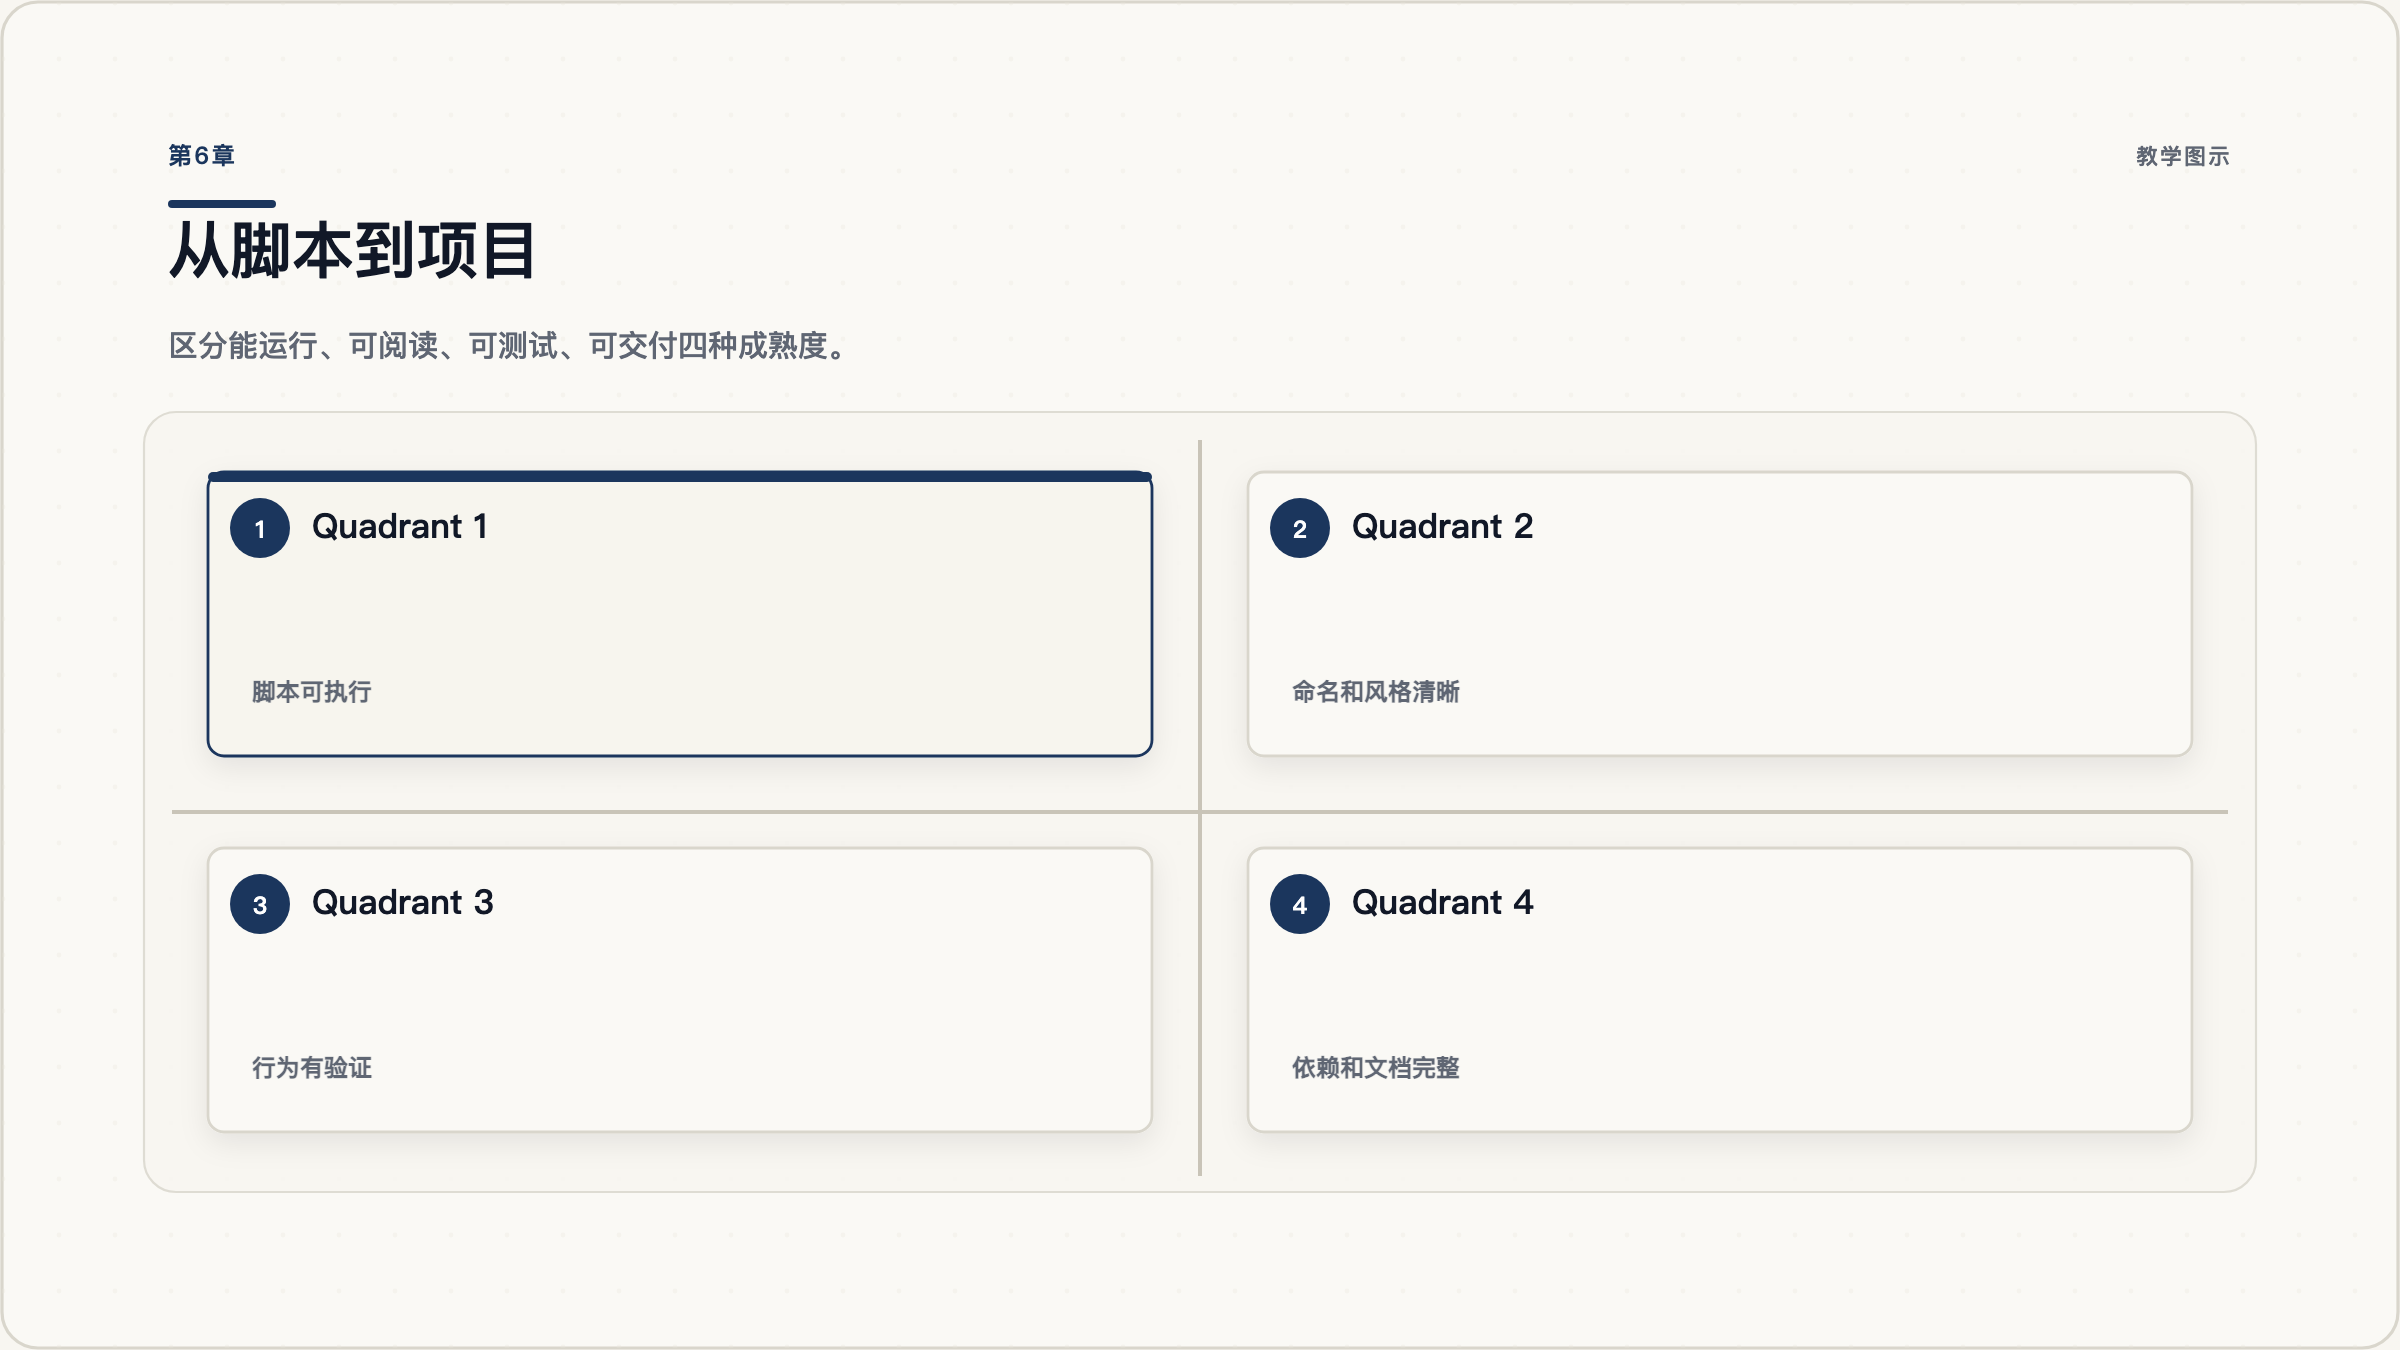 第6章
教学图示
从脚本到项目
区分能运行、可阅读、可测试、可交付四种成熟度。
1 Quadrant 1
脚本可执行
2 Quadrant 2
命名和风格清晰
3 Quadrant 3
行为有验证
4 Quadrant 4
依赖和文档完整